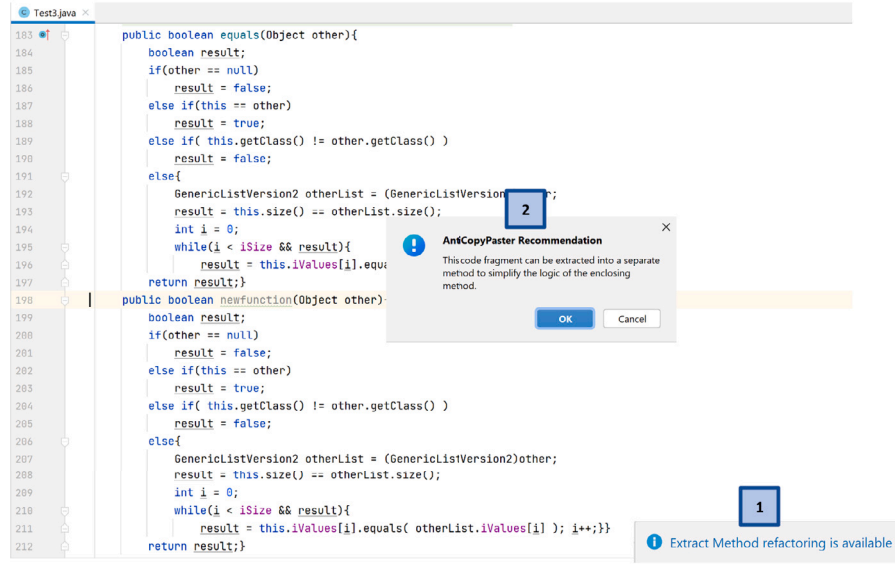 Test3.java
183 public boolean equals(Object other){
184 boolean result;
185 if(other == null)
186 result = false;
187 else if(this == other)
188 result = true;
189 else if( this.getClass() != other.getClass() )
190 result = false;
191 else{
192 GenericListVersion2 otherList = (GenericListVersion r;
2
193 result = this.size() == otherList.size();
194 int i = 0;
195 while(i < iSize && result){
196 result = this.iValues[i].equa
197 return result;}
AntiCopyPaster Recommendation
This code fragment can be extracted into a separate
method to simplify the logic of the enclosing
method.
OK Cancel
198 public boolean newfunction(Object other)
199 boolean result;
200 if(other == null)
201 result = false;
202 else if(this == other)
203 result = true;
204 else if( this.getClass() != other.getClass() )
205 result = false;
206 else{
207 GenericListVersion2 otherList = (GenericListVersion2)other;
208 result = this.size() == otherList.size();
209 int i = 0;
210 while(i < iSize && result){
211 result = this.iValues[i].equals( otherList.iValues[i] ); i++;}}
212 return result;}
1
Extract Method refactoring is available